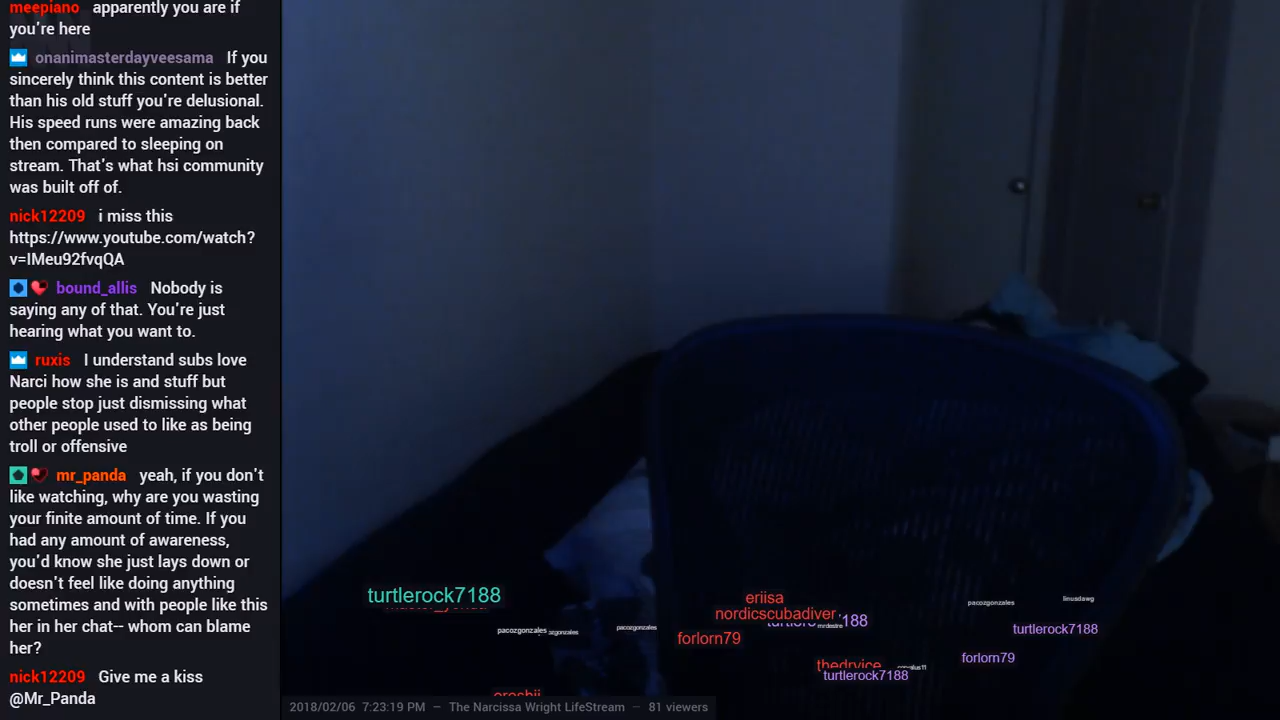 meepiano apparently you are if
you're here
onanimasterdayveesama If you
sincerely think this content is better
than his old stuff you're delusional.
His speed runs were amazing back
then compared to sleeping on
stream. That's what hsi community
was built off of.
nick12209 i miss this
https://www.youtube.com/watch?
v=IMeu92fvqQA
bound_allis Nobody is
saying any of that. You're just
hearing what you want to.
ruxis I understand subs love
Narci how she is and stuff but
people stop just dismissing what
other people used to like as being
troll or offensive
mr_panda yeah, if you don't
like watching, why are you wasting
your finite amount of time. If you
had any amount of awareness,
you'd know she just lays down or
doesn't feel like doing anything
sometimes and with people like this
her in her chat-- whom can blame
her?
nick12209 Give me a kiss
@Mr_Panda
turtlerock7188
eriisa
nordicscubadiver
188
forlorn79
pacozgonzales
pacozgonzales
pacozgonzales
linusdawg
turtlerock7188
forlorn79
thedrvice
turtlerock7188
2018/02/06 7:23:19 PM – The Narcissa Wright LifeStream – 81 viewers